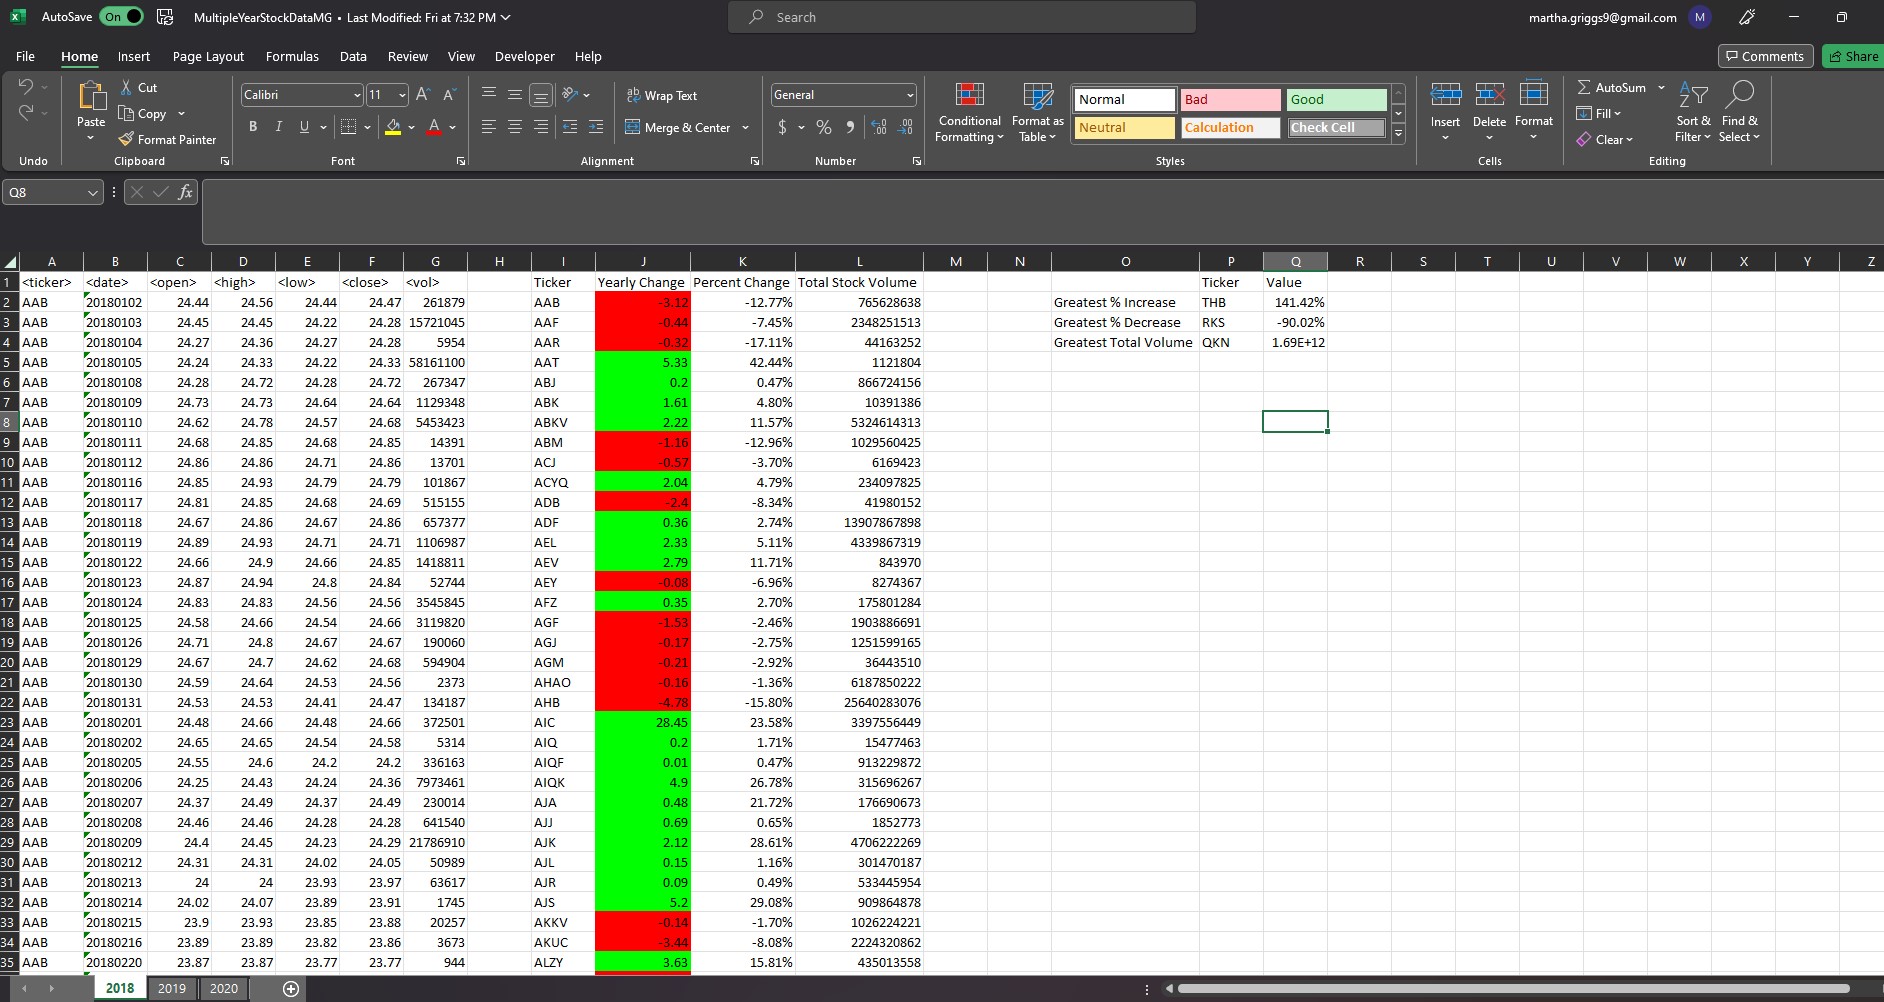 AutoSave On MultipleYearStockDataMG • Last Modified: Fri at 7:32 PM Search martha.griggs9@gmail.com M
File Home Insert Page Layout Formulas Data Review View Developer Help Comments Share
Cut
Copy
Format Painter
Paste
Calibri 11
B I U
Wrap Text
Merge & Center
General
$ %
Conditional Formatting
Format as Table
Normal Bad Good
Neutral Calculation Check Cell
Insert Delete Format
AutoSum
Fill
Clear
Sort & Filter
Find & Select
Undo Clipboard Font Alignment Number Styles Cells Editing
Q8 fx
A B C D E F G H I J K L M N O P Q R S T U V W X Y Z
1 <ticker> <date> <open> <high> <low> <close> <vol> Ticker Yearly Change Percent Change Total Stock Volume Ticker Value
2 AAB 20180102 24.44 24.56 24.44 24.47 261879 AAB -3.12 -12.77% 765628638 Greatest % Increase THB 141.42%
3 AAB 20180103 24.45 24.45 24.22 24.28 15721045 AAF -0.44 -7.45% 2348251513 Greatest % Decrease RKS -90.02%
4 AAB 20180104 24.27 24.36 24.27 24.28 5954 AAR -0.32 -17.11% 44163252 Greatest Total Volume QKN 1.69E+12
5 AAB 20180105 24.24 24.33 24.22 24.33 58161100 AAT 5.33 42.44% 1121804
6 AAB 20180108 24.28 24.72 24.28 24.72 267347 ABJ 0.2 0.47% 866724156
7 AAB 20180109 24.73 24.73 24.64 24.64 1129348 ABK 1.61 4.80% 10391386
8 AAB 20180110 24.62 24.78 24.57 24.68 5453423 ABKV 2.22 11.57% 5324614313
9 AAB 20180111 24.68 24.85 24.68 24.85 14391 ABM -1.16 -12.96% 1029560425
10 AAB 20180112 24.86 24.86 24.71 24.86 13701 ACJ -0.57 -3.70% 6169423
11 AAB 20180116 24.85 24.93 24.79 24.79 101867 ACYQ 2.04 4.79% 234097825
12 AAB 20180117 24.81 24.85 24.68 24.69 515155 ADB -2.4 -8.34% 41980152
13 AAB 20180118 24.67 24.86 24.67 24.86 657377 ADF 0.36 2.74% 13907867898
14 AAB 20180119 24.89 24.93 24.71 24.71 1106987 AEL 2.33 5.11% 4339867319
15 AAB 20180122 24.66 24.9 24.66 24.85 1418811 AEV 2.79 11.71% 843970
16 AAB 20180123 24.87 24.94 24.8 24.84 52744 AEY -0.08 -6.96% 8274367
17 AAB 20180124 24.83 24.83 24.56 24.56 3545845 AFZ 0.35 2.70% 175801284
18 AAB 20180125 24.58 24.66 24.54 24.66 3119820 AGF -1.53 -2.46% 1903886691
19 AAB 20180126 24.71 24.8 24.67 24.67 190060 AGJ -0.17 -2.75% 1251599165
20 AAB 20180129 24.67 24.7 24.62 24.68 594904 AGM -0.21 -2.92% 36443510
21 AAB 20180130 24.59 24.64 24.53 24.56 2373 AHAO -0.16 -1.36% 6187850222
22 AAB 20180131 24.53 24.53 24.41 24.47 134187 AHB -4.78 -15.80% 25640283076
23 AAB 20180201 24.48 24.66 24.48 24.66 372501 AIC 28.45 23.58% 3397556449
24 AAB 20180202 24.65 24.65 24.54 24.58 5314 AIQ 0.2 1.71% 15477463
25 AAB 20180205 24.55 24.6 24.2 24.2 336163 AIQF 0.01 0.47% 913229872
26 AAB 20180206 24.25 24.43 24.24 24.36 7973461 AIQK 4.9 26.78% 315696267
27 AAB 20180207 24.37 24.49 24.37 24.49 230014 AJA 0.48 21.72% 176690673
28 AAB 20180208 24.46 24.46 24.28 24.28 641540 AJJ 0.69 0.65% 1852773
29 AAB 20180209 24.4 24.45 24.23 24.29 21786910 AJK 2.12 28.61% 4706222269
30 AAB 20180212 24.31 24.31 24.02 24.05 50989 AJL 0.15 1.16% 301470187
31 AAB 20180213 24 24 23.93 23.97 63617 AJR 0.09 0.49% 533445954
32 AAB 20180214 24.02 24.07 23.89 23.91 1745 AJS 5.2 29.08% 909864878
33 AAB 20180215 23.9 23.93 23.85 23.88 20257 AKKV -0.14 -1.70% 1026224221
34 AAB 20180216 23.89 23.89 23.82 23.86 3673 AKUC -3.44 -8.08% 2224320862
35 AAB 20180220 23.87 23.87 23.77 23.77 944 ALZY 3.63 15.81% 435013558
2018 2019 2020